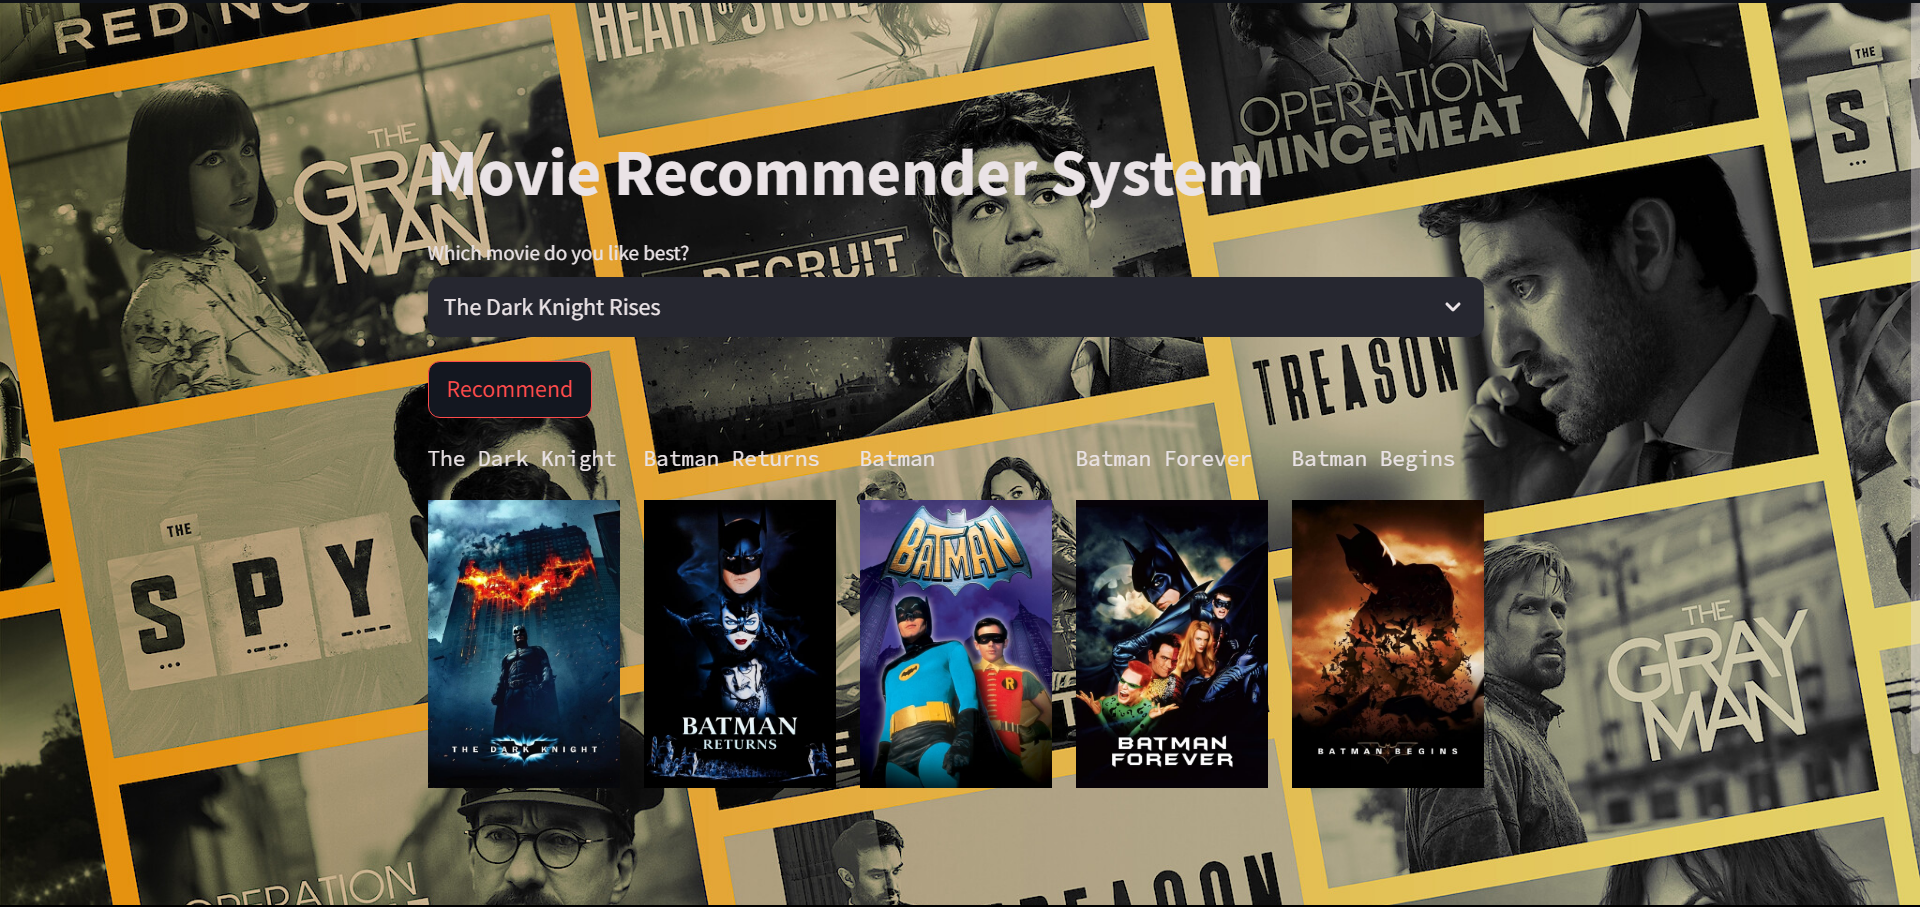 RED NO
HEART OF STONE
THE
GRAY
MAN
OPERATION
MINCEMEAT
THE
S
Movie Recommender System
RECRUIT
Which movie do you like best?
The Dark Knight Rises
TREASON
Recommend
The Dark Knight
Batman Returns
Batman
Batman Forever
Batman Begins
THE
SPY
BATMAN
R
THE DARK KNIGHT
BATMAN
RETURNS
BATMAN
FOREVER
BATMAN BEGINS
THE
GRAY
MAN
OPERATION